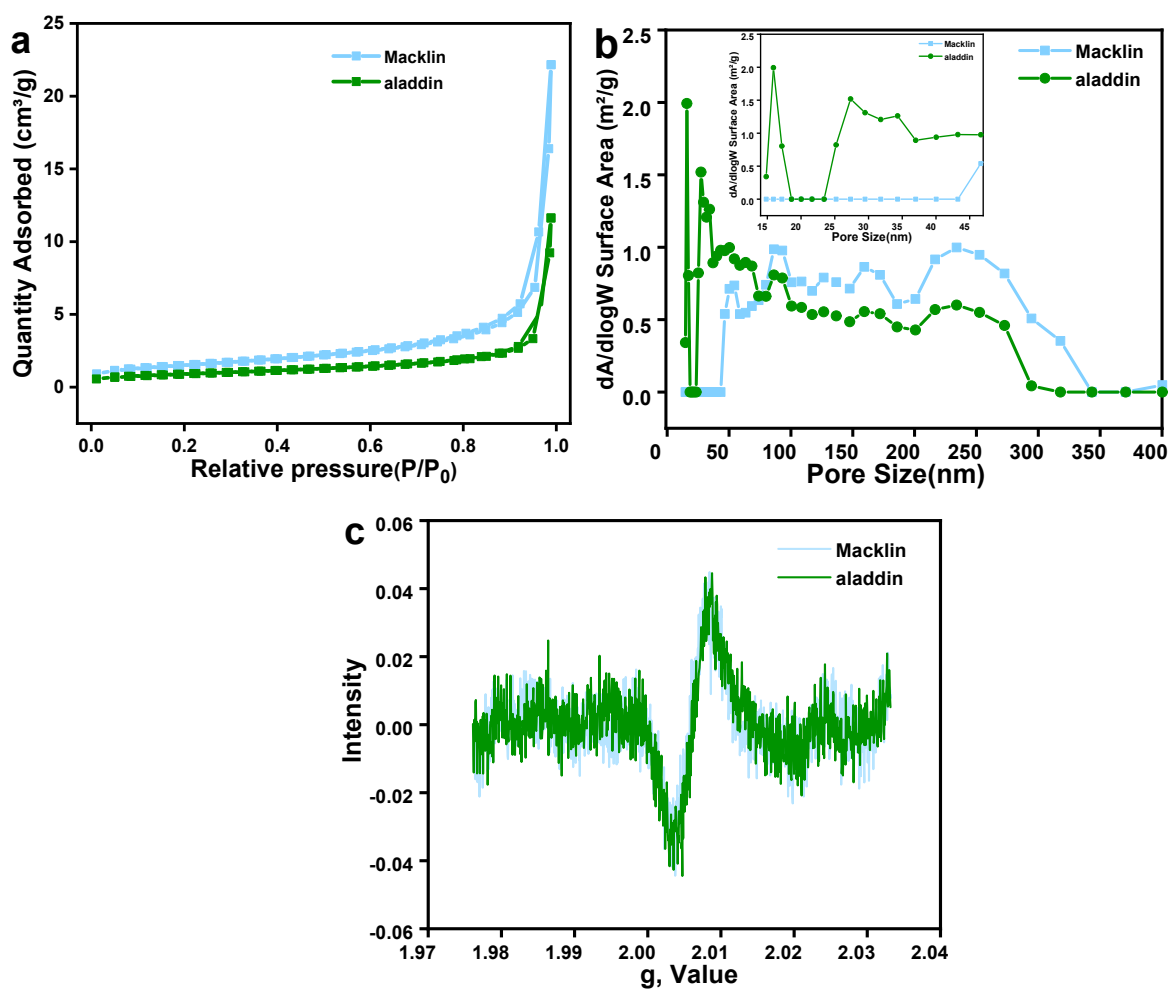 a
25
20
15
10
5
0
Quantity Adsorbed (cm³/g)
Macklin
aladdin
0.0 0.2 0.4 0.6 0.8 1.0
Relative pressure(P/P₀)
b
2.5
2.0
1.5
1.0
0.5
0.0
dA/dlogW Surface Area (m²/g)
Macklin
aladdin
0 50 100 150 200 250 300 350 400
Pore Size(nm)
2.5
2.0
1.5
1.0
0.5
0.0
dA/dlogW Surface Area (m²/g)
Macklin
aladdin
15 19 24 29 30 35 40 45
Pore Size(nm)
c
0.06
0.04
0.02
0.00
-0.02
-0.04
-0.06
Intensity
Macklin
aladdin
1.97 1.98 1.99 2.00 2.01 2.02 2.03 2.04
g, Value